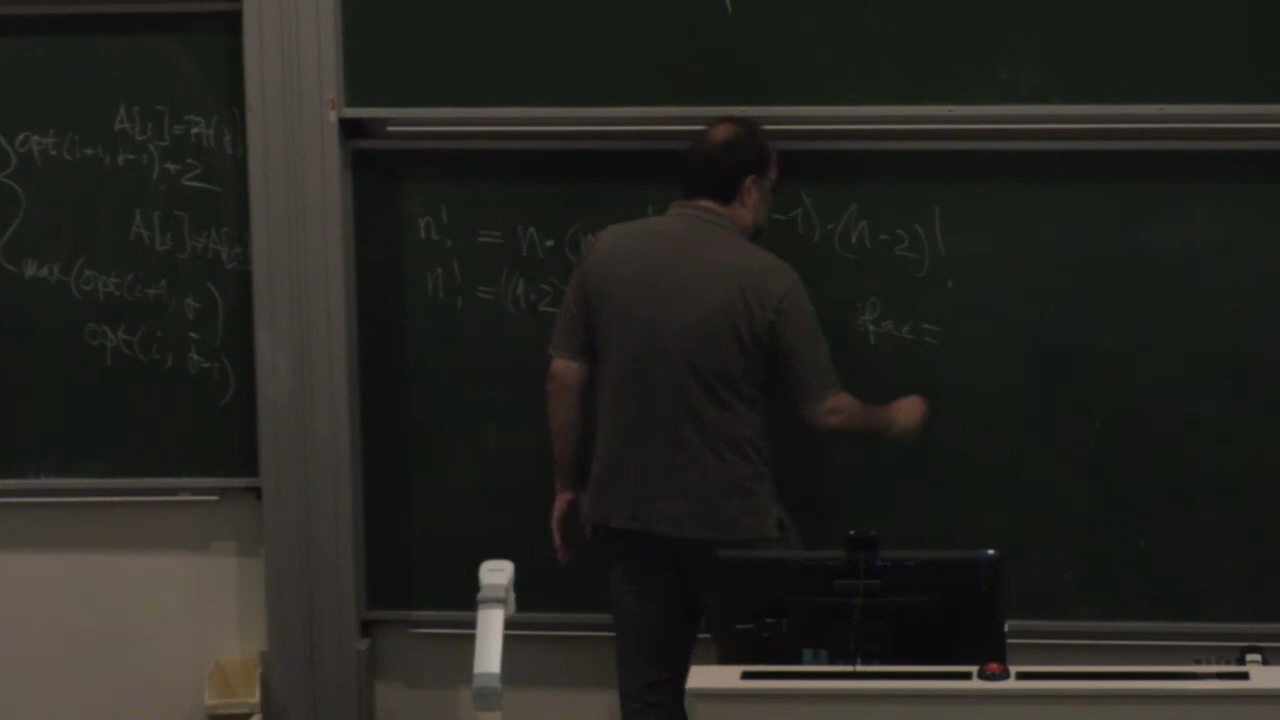 A[i]=A[j]
opt(i+1, j-1)+2
A[i]≠A[
max(opt(i+1, j)
opt(i, j-1)
n! = n·( -1)·(n-2)!
n! = (1·2)
fac=